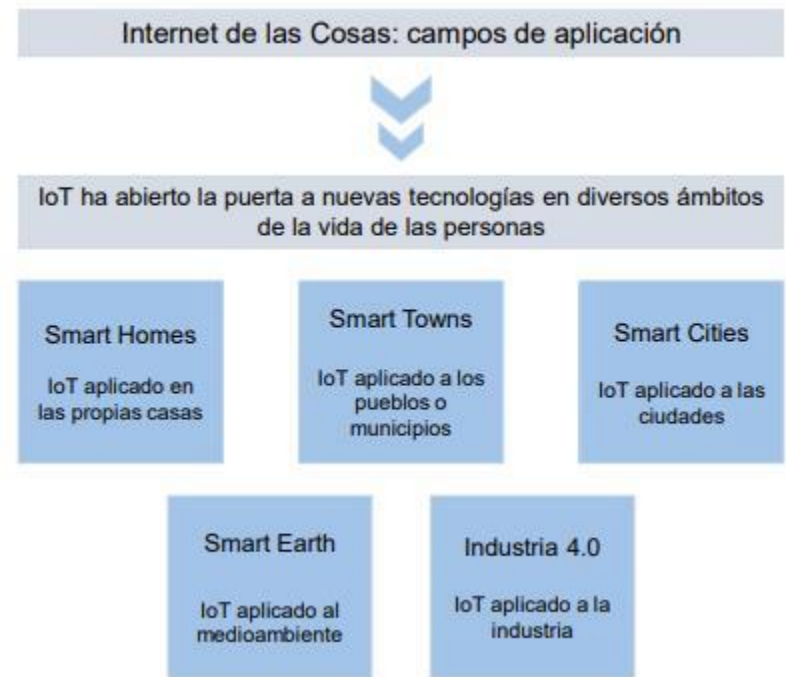 Internet de las Cosas: campos de aplicación
IoT ha abierto la puerta a nuevas tecnologías en diversos ámbitos
de la vida de las personas
Smart Homes
IoT aplicado en
las propias casas
Smart Towns
IoT aplicado a los
pueblos o
municipios
Smart Cities
IoT aplicado a las
ciudades
Smart Earth
IoT aplicado al
medioambiente
Industria 4.0
IoT aplicado a la
industria